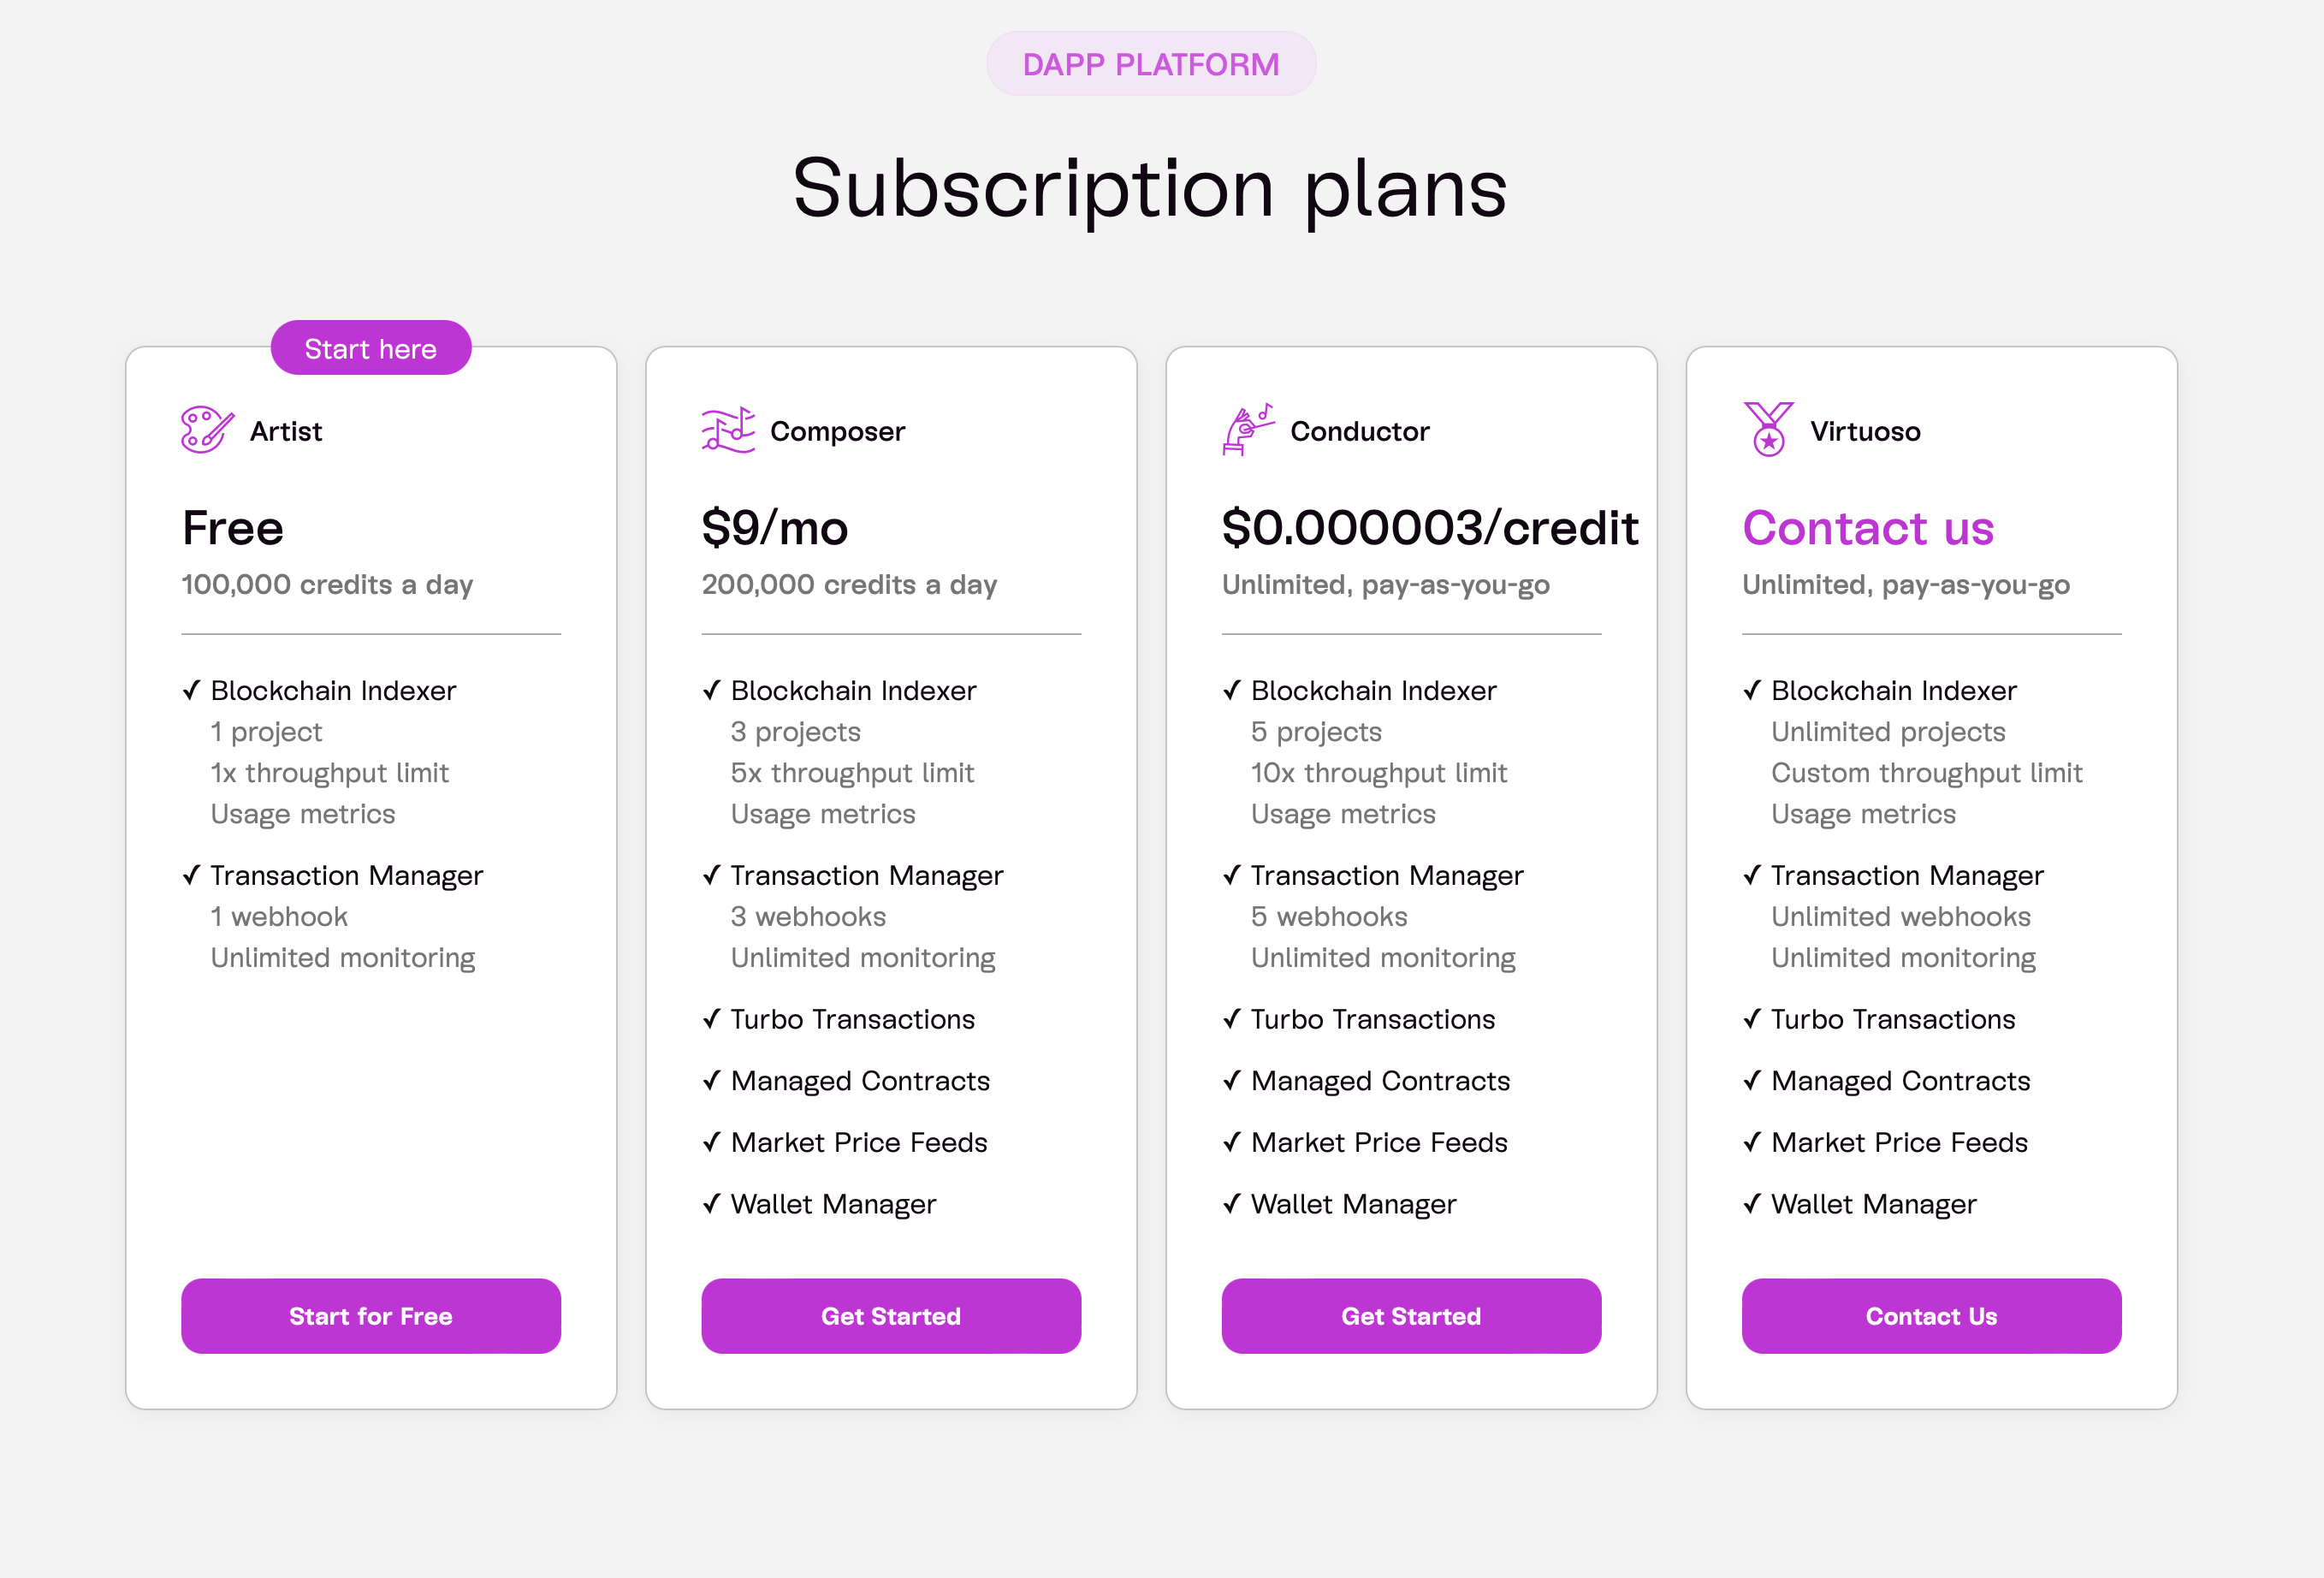 DAPP PLATFORM
Subscription plans
Start here
Artist
Free
100,000 credits a day
✓ Blockchain Indexer
1 project
1x throughput limit
Usage metrics
✓ Transaction Manager
1 webhook
Unlimited monitoring
Start for Free
Composer
$9/mo
200,000 credits a day
✓ Blockchain Indexer
3 projects
5x throughput limit
Usage metrics
✓ Transaction Manager
3 webhooks
Unlimited monitoring
✓ Turbo Transactions
✓ Managed Contracts
✓ Market Price Feeds
✓ Wallet Manager
Get Started
Conductor
$0.000003/credit
Unlimited, pay-as-you-go
✓ Blockchain Indexer
5 projects
10x throughput limit
Usage metrics
✓ Transaction Manager
5 webhooks
Unlimited monitoring
✓ Turbo Transactions
✓ Managed Contracts
✓ Market Price Feeds
✓ Wallet Manager
Get Started
Virtuoso
Contact us
Unlimited, pay-as-you-go
✓ Blockchain Indexer
Unlimited projects
Custom throughput limit
Usage metrics
✓ Transaction Manager
Unlimited webhooks
Unlimited monitoring
✓ Turbo Transactions
✓ Managed Contracts
✓ Market Price Feeds
✓ Wallet Manager
Contact Us